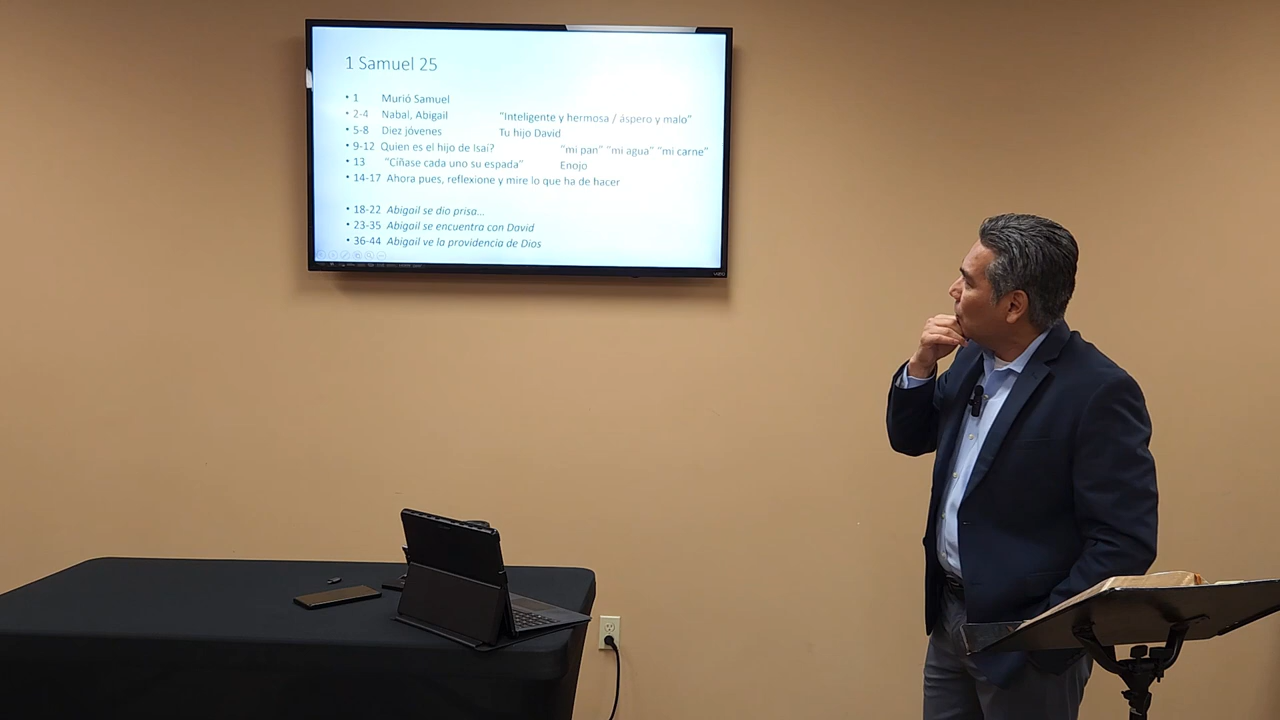 1 Samuel 25
• 1 Murió Samuel
• 2-4 Nabal, Abigail "Inteligente y hermosa / áspero y malo"
• 5-8 Diez jóvenes Tu hijo David
• 9-12 Quien es el hijo de Isaí? "mi pan" "mi agua" "mi carne"
• 13 "Cíñase cada uno su espada" Enojo
• 14-17 Ahora pues, reflexione y mire lo que ha de hacer
• 18-22 Abigail se dio prisa...
• 23-35 Abigail se encuentra con David
• 36-44 Abigail ve la providencia de Dios
VIZIO